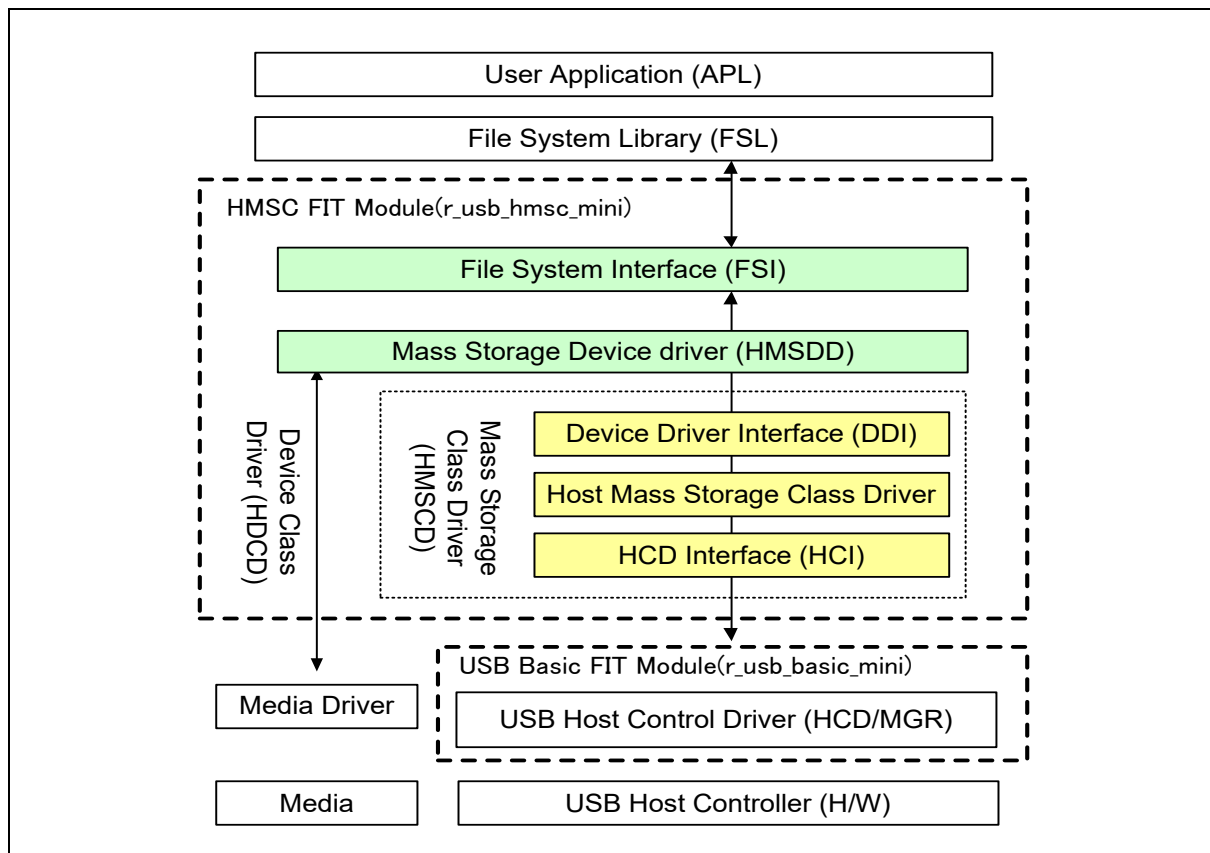 User Application (APL)
File System Library (FSL)
HMSC FIT Module(r_usb_hmsc_mini)
File System Interface (FSI)
Mass Storage Device driver (HMSDD)
Device Class
Driver (HDCD)
Mass Storage
Class Driver
(HMSCD)
Device Driver Interface (DDI)
Host Mass Storage Class Driver
HCD Interface (HCI)
USB Basic FIT Module(r_usb_basic_mini)
Media Driver
USB Host Control Driver (HCD/MGR)
Media
USB Host Controller (H/W)